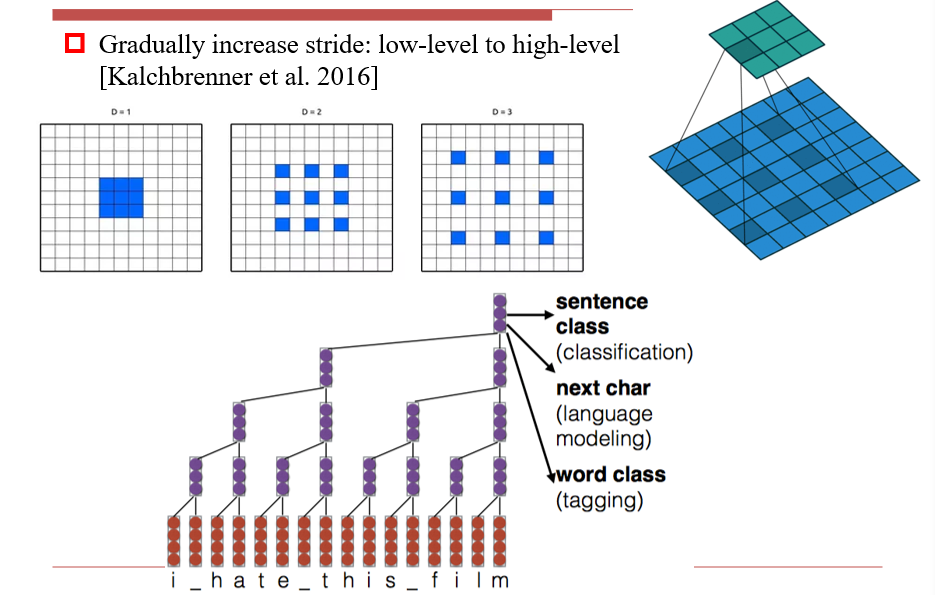 Gradually increase stride: low-level to high-level
[Kalchbrenner et al. 2016]
D = 1
D = 2
D = 3
sentence
class
(classification)
next char
(language
modeling)
word class
(tagging)
i _ h a t e _ t h i s _ f i l m